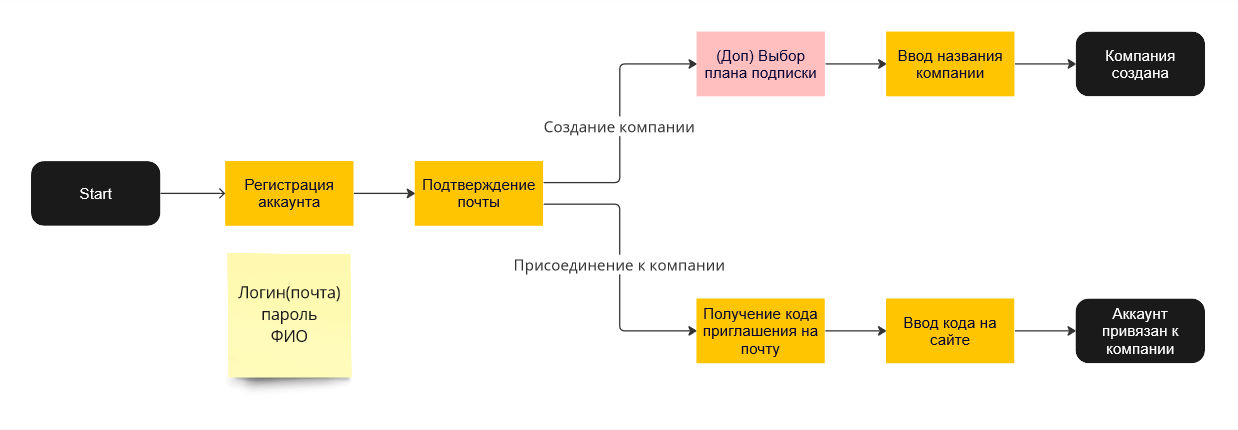 Start
Регистрация
аккаунта
Логин(почта)
пароль
ФИО
Подтверждение
почты
Создание компании
(Доп) Выбор
плана подписки
Ввод названия
компании
Компания
создана
Присоединение к компании
Получение кода
приглашения на
почту
Ввод кода на
сайте
Аккаунт
привязан к
компании